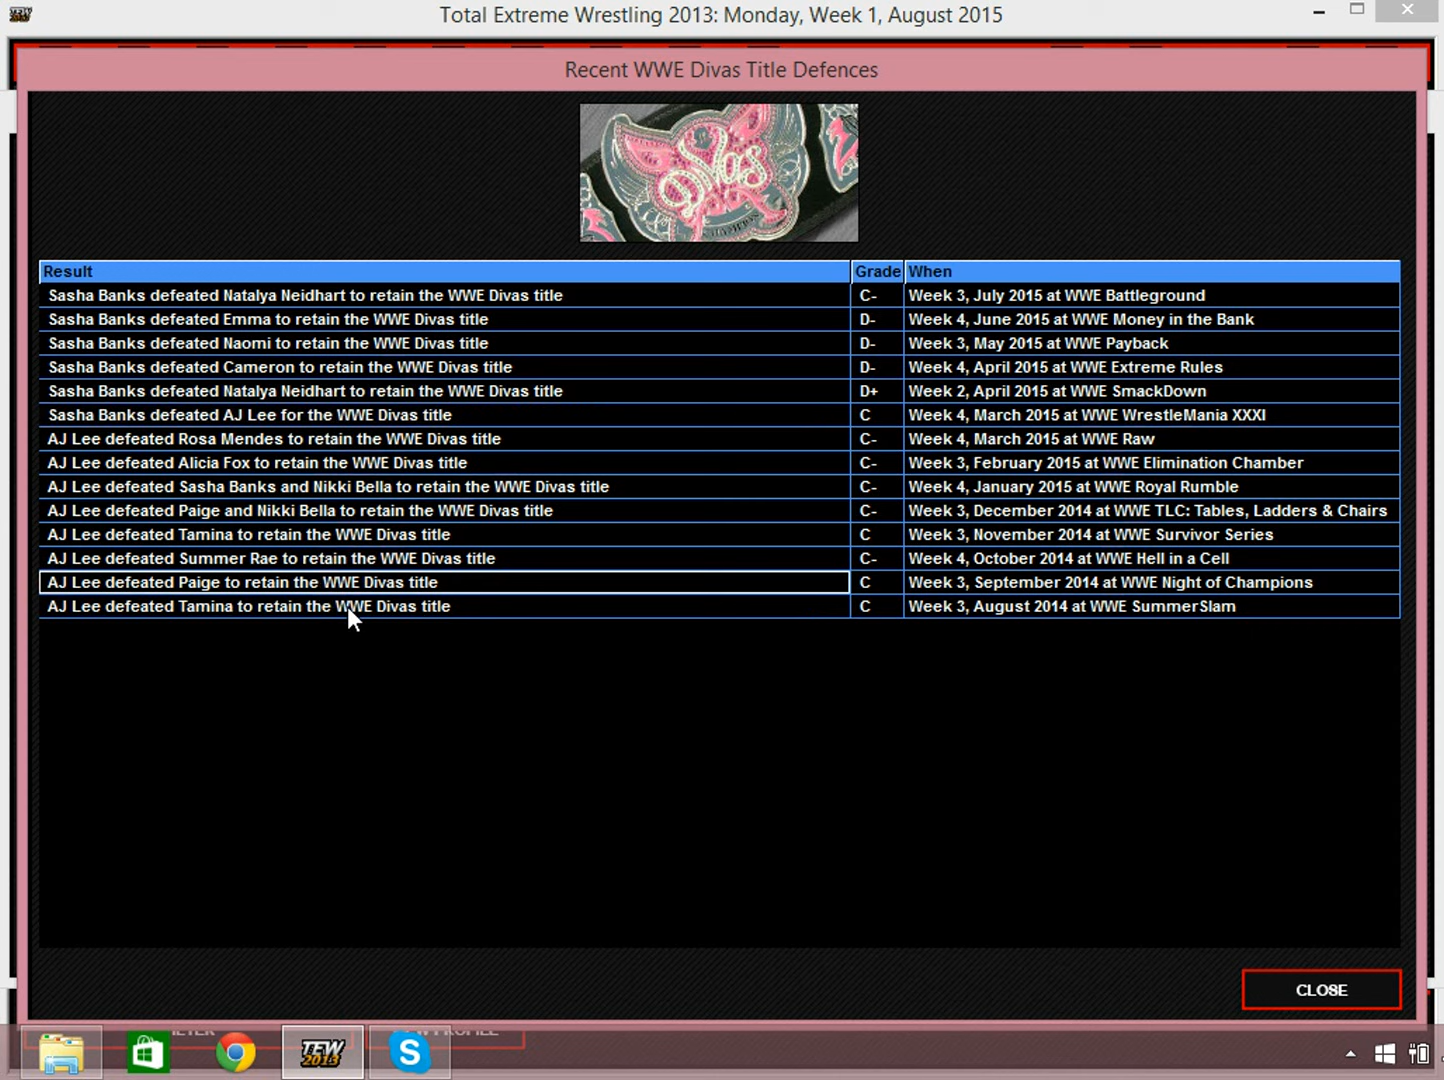 Total Extreme Wrestling 2013: Monday, Week 1, August 2015
Recent WWE Divas Title Defences
Divas
Result Grade When
Sasha Banks defeated Natalya Neidhart to retain the WWE Divas title C- Week 3, July 2015 at WWE Battleground
Sasha Banks defeated Emma to retain the WWE Divas title D- Week 4, June 2015 at WWE Money in the Bank
Sasha Banks defeated Naomi to retain the WWE Divas title D- Week 3, May 2015 at WWE Payback
Sasha Banks defeated Cameron to retain the WWE Divas title D- Week 4, April 2015 at WWE Extreme Rules
Sasha Banks defeated Natalya Neidhart to retain the WWE Divas title D+ Week 2, April 2015 at WWE SmackDown
Sasha Banks defeated AJ Lee for the WWE Divas title C Week 4, March 2015 at WWE WrestleMania XXXI
AJ Lee defeated Rosa Mendes to retain the WWE Divas title C- Week 4, March 2015 at WWE Raw
AJ Lee defeated Alicia Fox to retain the WWE Divas title C- Week 3, February 2015 at WWE Elimination Chamber
AJ Lee defeated Sasha Banks and Nikki Bella to retain the WWE Divas title C- Week 4, January 2015 at WWE Royal Rumble
AJ Lee defeated Paige and Nikki Bella to retain the WWE Divas title C- Week 3, December 2014 at WWE TLC: Tables, Ladders & Chairs
AJ Lee defeated Tamina to retain the WWE Divas title C Week 3, November 2014 at WWE Survivor Series
AJ Lee defeated Summer Rae to retain the WWE Divas title C- Week 4, October 2014 at WWE Hell in a Cell
AJ Lee defeated Paige to retain the WWE Divas title C Week 3, September 2014 at WWE Night of Champions
AJ Lee defeated Tamina to retain the WWE Divas title C Week 3, August 2014 at WWE SummerSlam
CLOSE
TEW 2013